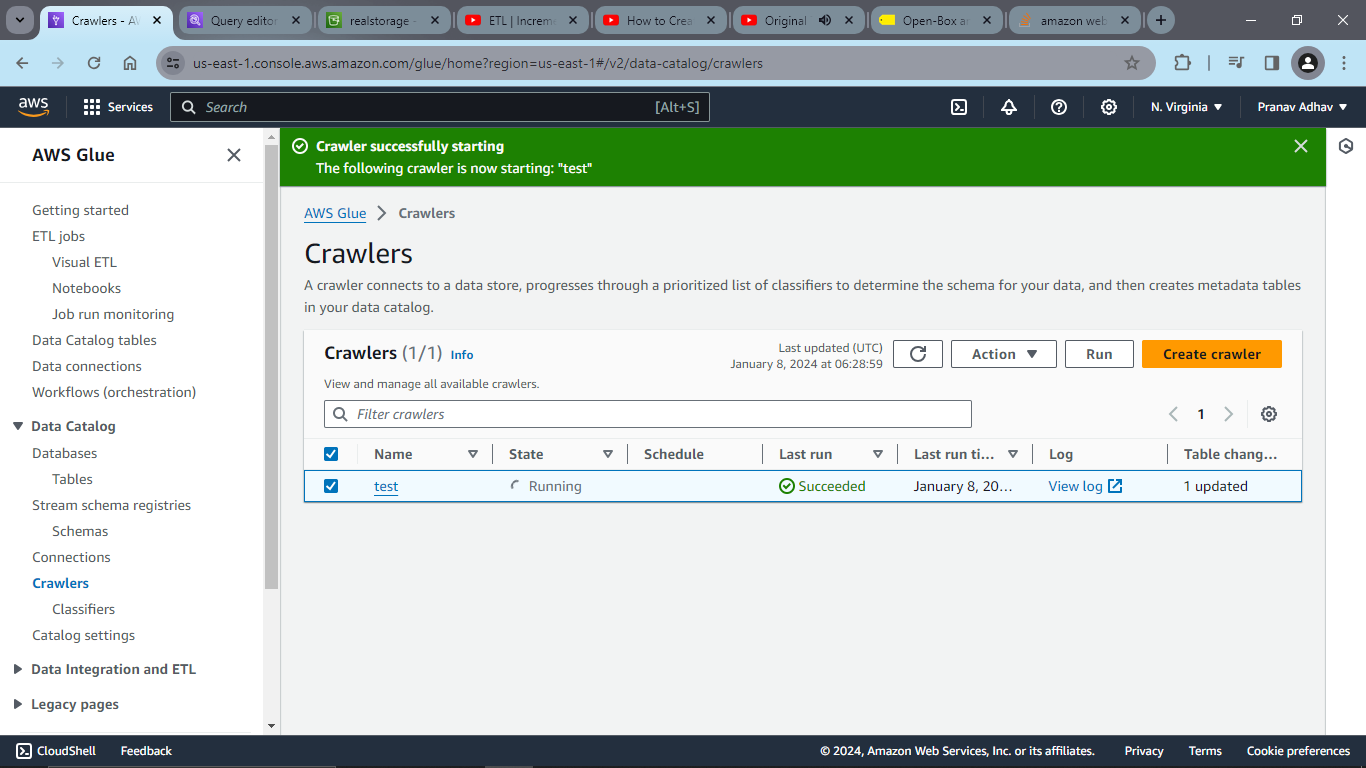 Crawlers - A
Query editor
realstorage -
ETL | Increme
How to Crea
Original
Open-Box a
amazon web
us-east-1.console.aws.amazon.com/glue/home?region=us-east-1#/v2/data-catalog/crawlers
aws
Services
Search
[Alt+S]
N. Virginia
Pranav Adhav
AWS Glue
Getting started
ETL jobs
Visual ETL
Notebooks
Job run monitoring
Data Catalog tables
Data connections
Workflows (orchestration)
Data Catalog
Databases
Tables
Stream schema registries
Schemas
Connections
Crawlers
Classifiers
Catalog settings
Data Integration and ETL
Legacy pages
Crawler successfully starting
The following crawler is now starting: "test"
AWS Glue > Crawlers
Crawlers
A crawler connects to a data store, progresses through a prioritized list of classifiers to determine the schema for your data, and then creates metadata tables
in your data catalog.
Crawlers (1/1) Info
View and manage all available crawlers.
Last updated (UTC)
January 8, 2024 at 06:28:59
Action
Run
Create crawler
Filter crawlers
1
Name State Schedule Last run Last run ti... Log Table chang...
test Running Succeeded January 8, 20... View log 1 updated
CloudShell Feedback © 2024, Amazon Web Services, Inc. or its affiliates. Privacy Terms Cookie preferences